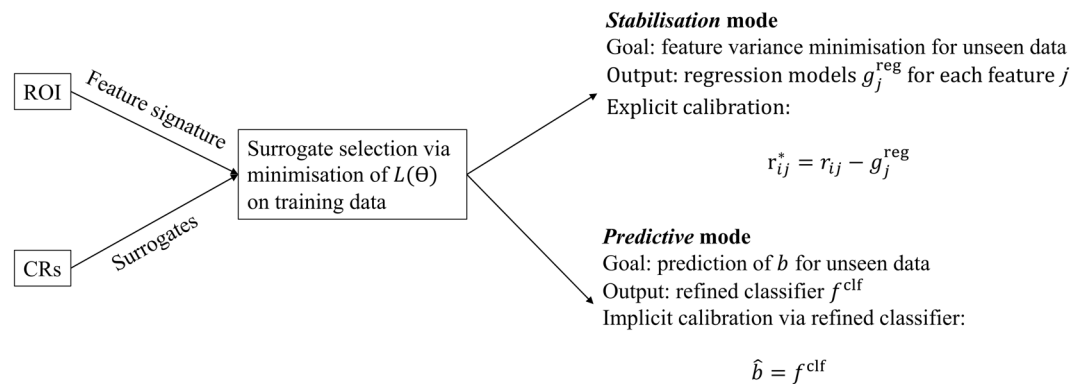 ROI
Feature signature
CRs
Surrogates
Surrogate selection via
minimisation of L(Θ)
on training data
Stabilisation mode
Goal: feature variance minimisation for unseen data
Output: regression models g_j^reg for each feature j
Explicit calibration:
r*_ij = r_ij − g_j^reg
Predictive mode
Goal: prediction of b for unseen data
Output: refined classifier f^clf
Implicit calibration via refined classifier:
b̂ = f^clf